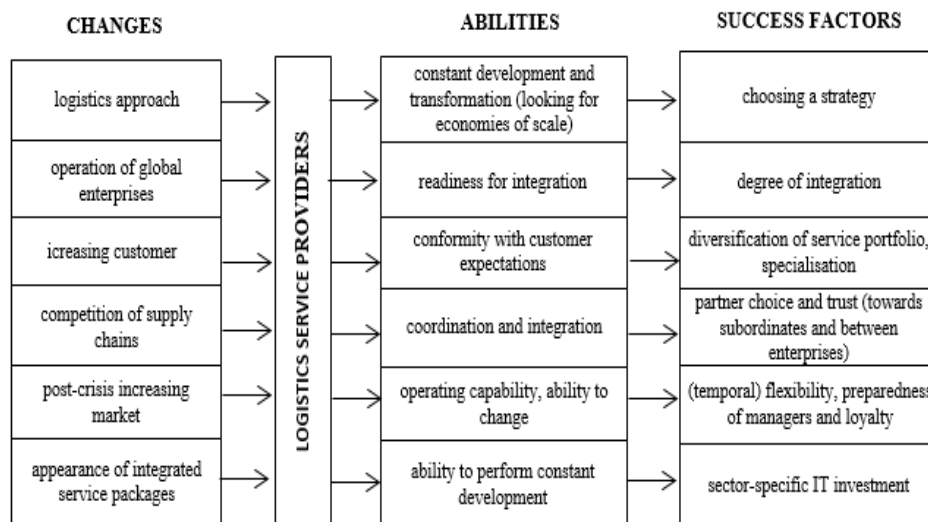 CHANGES
ABILITIES
SUCCESS FACTORS
logistics approach
operation of global
enterprises
icreasing customer
competition of supply
chains
post-crisis increasing
market
appearance of integrated
service packages
LOGISTICS SERVICE PROVIDERS
constant development and
transformation (looking for
economies of scale)
readiness for integration
conformity with customer
expectations
coordination and integration
operating capability, ability to
change
ability to perform constant
development
choosing a strategy
degree of integration
diversification of service portfolio,
specialisation
partner choice and trust (towards
subordinates and between
enterprises)
(temporal) flexibility, preparedness
of managers and loyalty
sector-specific IT investment